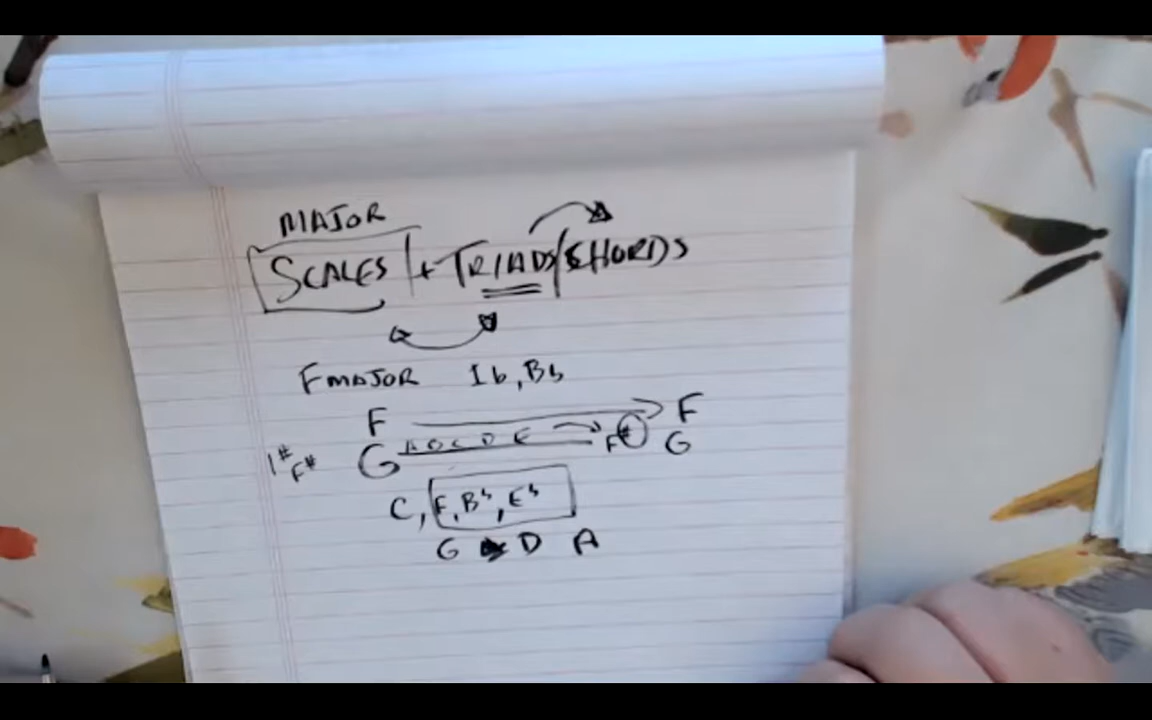 MAJOR
SCALES + TRIADS/CHORDS
F MAJOR 1b, Bb
F F
1# F# G A B C D E F# G
C, F, Bb, Eb
G D A